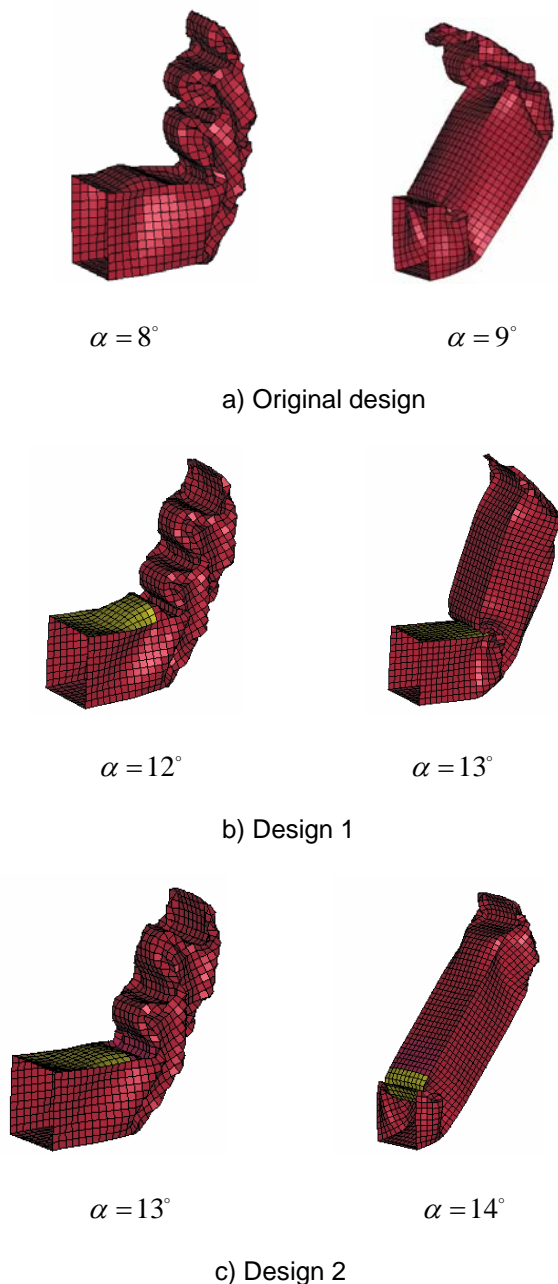 α = 8° α = 9°
a) Original design
α = 12° α = 13°
b) Design 1
α = 13° α = 14°
c) Design 2